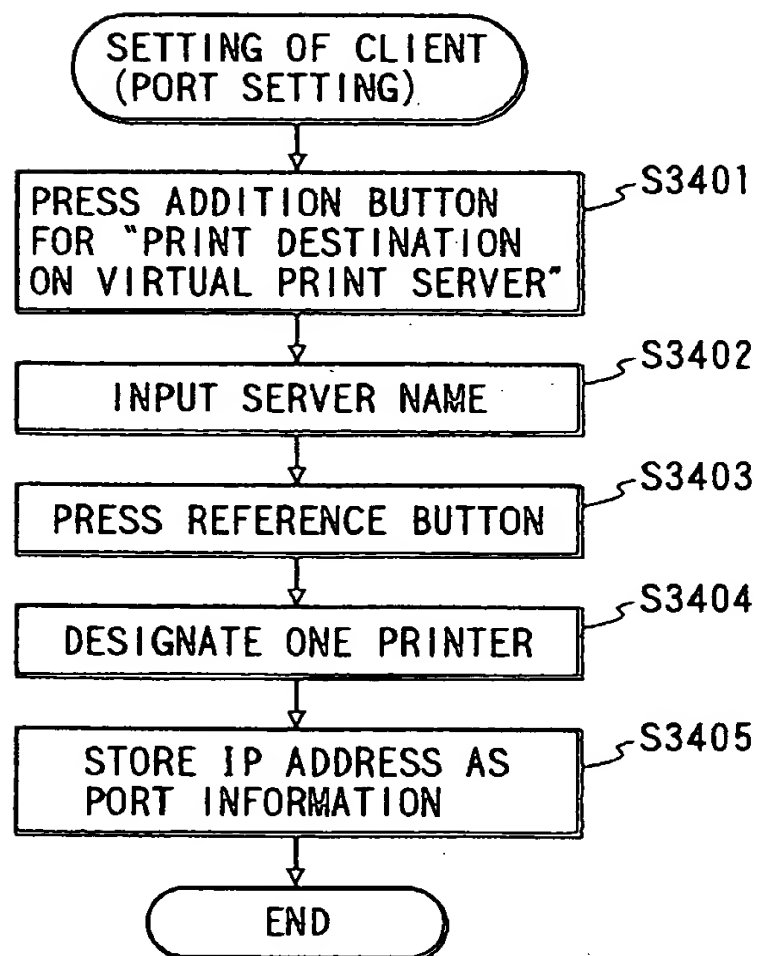 SETTING OF CLIENT
(PORT SETTING)
S3401
PRESS ADDITION BUTTON
FOR "PRINT DESTINATION
ON VIRTUAL PRINT SERVER"
S3402
INPUT SERVER NAME
S3403
PRESS REFERENCE BUTTON
S3404
DESIGNATE ONE PRINTER
S3405
STORE IP ADDRESS AS
PORT INFORMATION
END